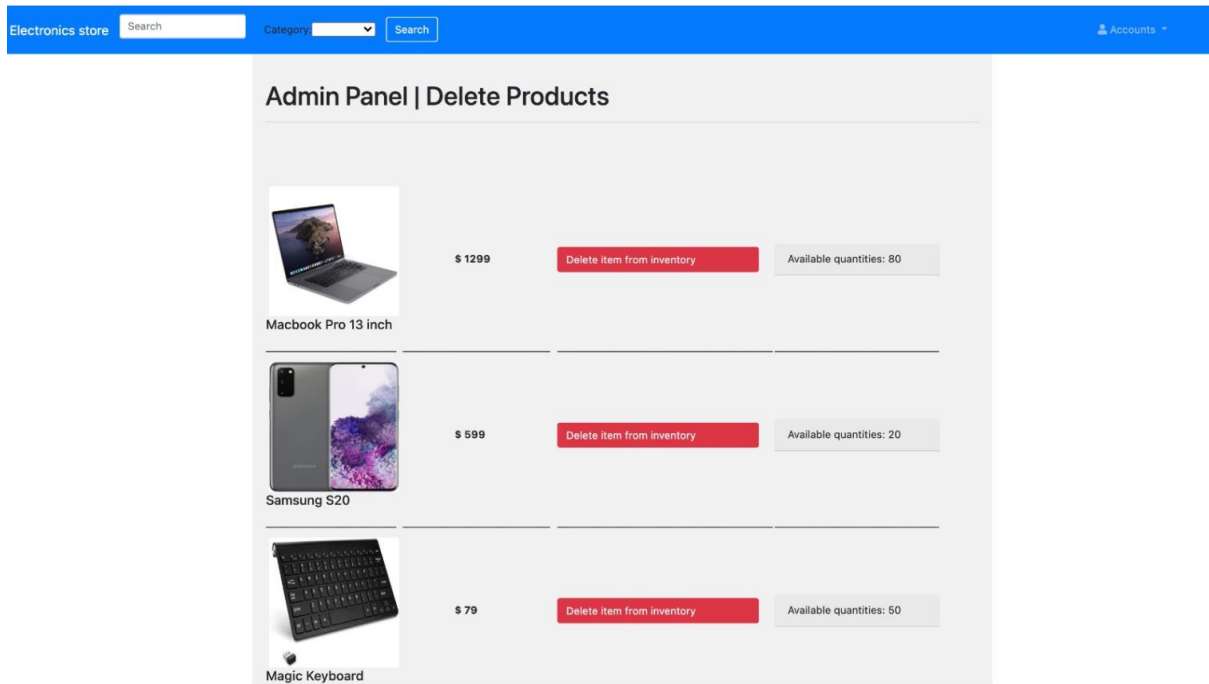 Electronics store Search Category: Search Accounts
Admin Panel | Delete Products
$ 1299 Delete item from inventory Available quantities: 80
Macbook Pro 13 inch
$ 599 Delete item from inventory Available quantities: 20
Samsung S20
$ 79 Delete item from inventory Available quantities: 50
Magic Keyboard